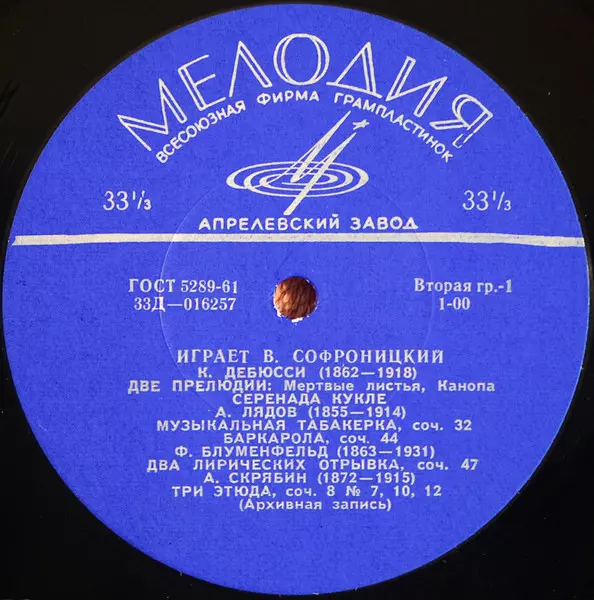 МЕЛОДИЯ
ВСЕСОЮЗНАЯ ФИРМА ГРАМПЛАСТИНОК
33⅓ 33⅓
АПРЕЛЕВСКИЙ ЗАВОД
ГОСТ 5289-61 Вторая гр.-1
33Д—016257 1-00
ИГРАЕТ В. СОФРОНИЦКИЙ
К. ДЕБЮССИ (1862—1918)
ДВЕ ПРЕЛЮДИИ: Мертвые листья, Канопа
СЕРЕНАДА КУКЛЕ
А. ЛЯДОВ (1855—1914)
МУЗЫКАЛЬНАЯ ТАБАКЕРКА, соч. 32
БАРКАРОЛА, соч. 44
Ф. БЛУМЕНФЕЛЬД (1863—1931)
ДВА ЛИРИЧЕСКИХ ОТРЫВКА, соч. 47
А. СКРЯБИН (1872—1915)
ТРИ ЭТЮДА, соч. 8 № 7, 10, 12
(Архивная запись)